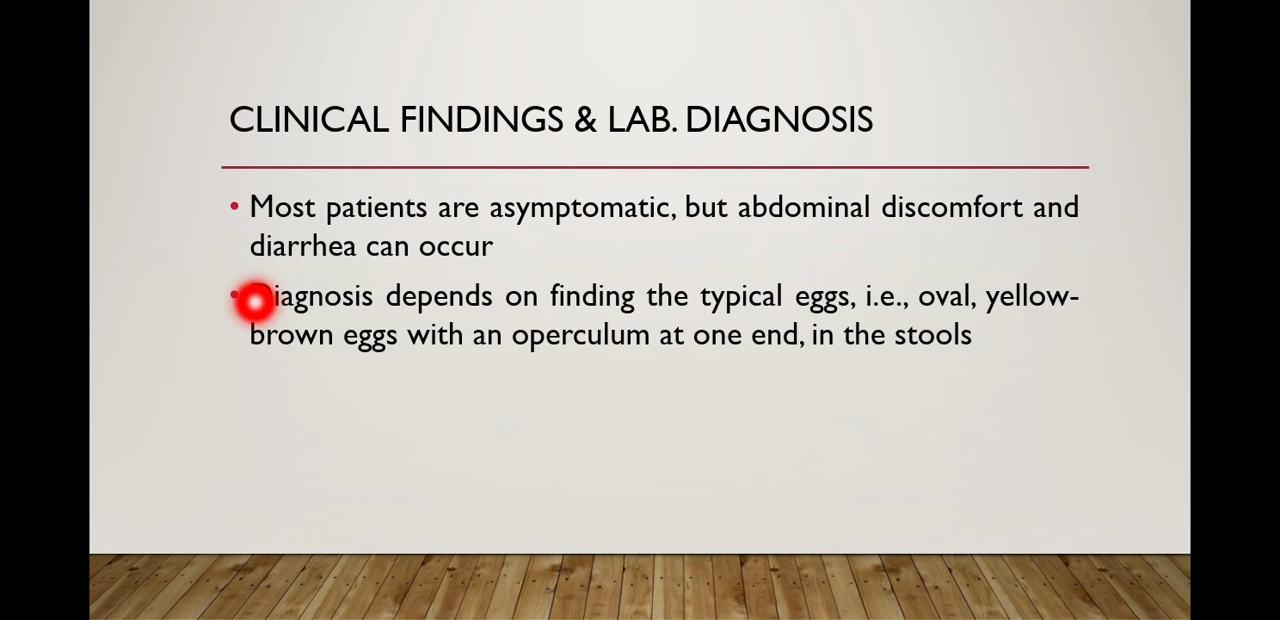 CLINICAL FINDINGS & LAB. DIAGNOSIS
• Most patients are asymptomatic, but abdominal discomfort and
diarrhea can occur
• Diagnosis depends on finding the typical eggs, i.e., oval, yellow-
brown eggs with an operculum at one end, in the stools